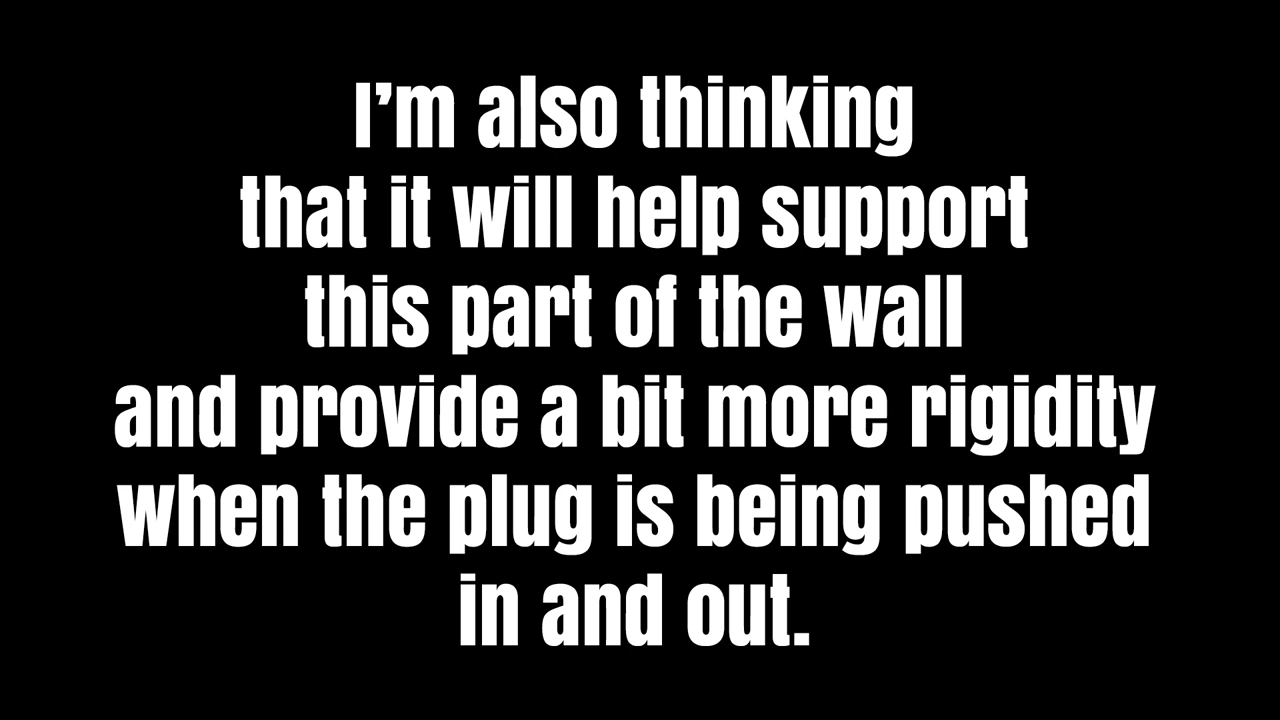 I’m also thinking
that it will help support
this part of the wall
and provide a bit more rigidity
when the plug is being pushed
in and out.